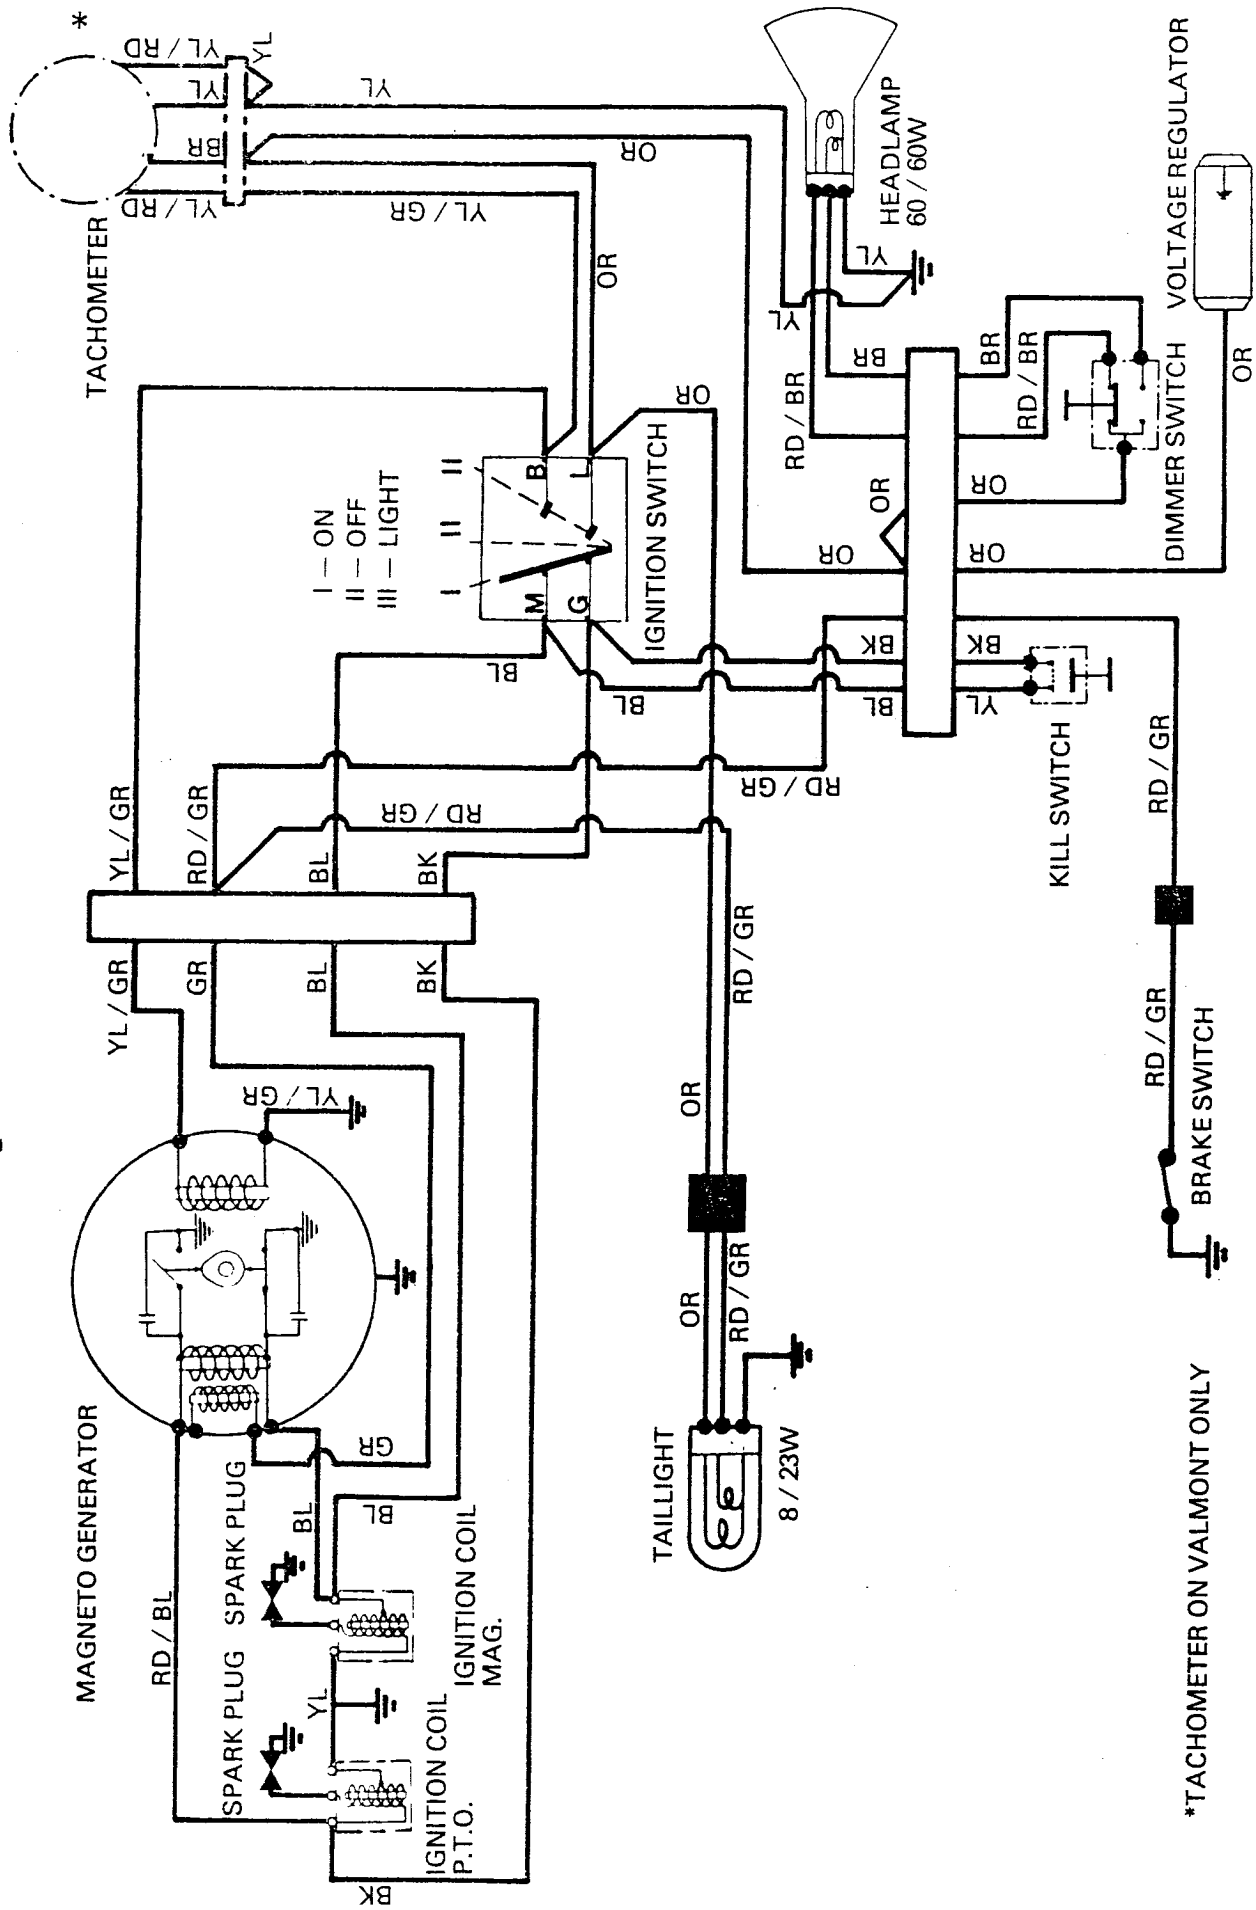 *
YL / RD
YL
BR
YL / RD
YL
YL
OR
YL / GR
TACHOMETER
OR
HEADLAMP
60 / 60W
VOLTAGE REGULATOR
YL
YL
BR
RD / BR
BR
RD / BR
OR
OR
OR
OR
OR
OR
DIMMER SWITCH
I – ON
II – OFF
III – LIGHT
I
II
II
M
B
G
L
IGNITION SWITCH
BL
BL
BK
BL
BK
YL
KILL SWITCH
YL / GR
RD / GR
BL
BK
RD / GR
RD / GR
YL / GR
GR
BL
BK
RD / GR
RD / GR
RD / GR
BRAKE SWITCH
OR
OR
RD / GR
TAILLIGHT
8 / 23W
YL / GR
MAGNETO GENERATOR
GR
BL
BL
RD / BL
SPARK PLUG
SPARK PLUG
YL
IGNITION COIL
MAG.
IGNITION COIL
P.T.O.
BK
*TACHOMETER ON VALMONT ONLY